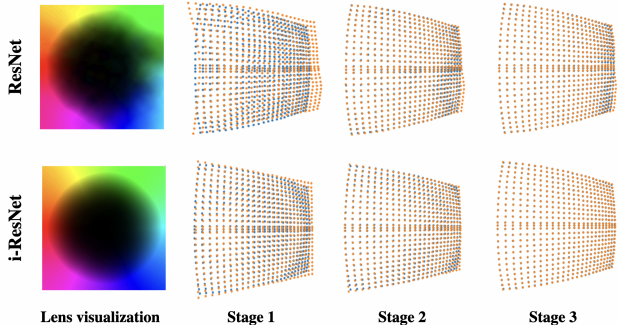 ResNet
i-ResNet
Lens visualization
Stage 1
Stage 2
Stage 3